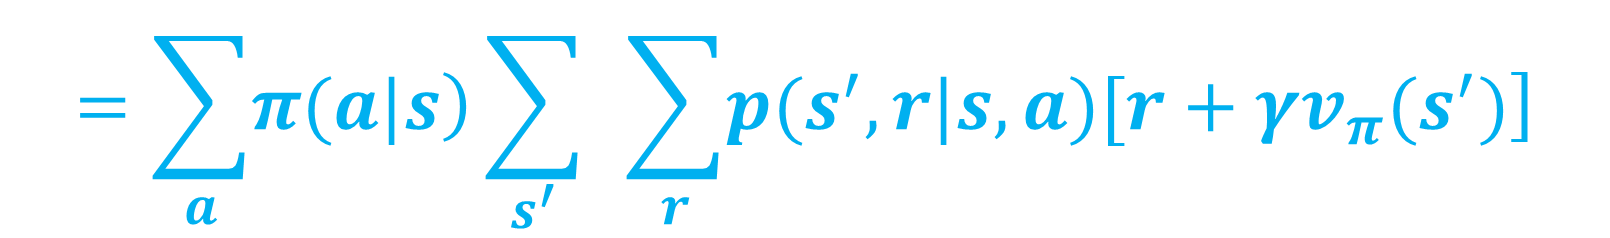 = ∑_a π(a|s) ∑_{s′} ∑_r p(s′, r|s, a)[r + γv_π(s′)]